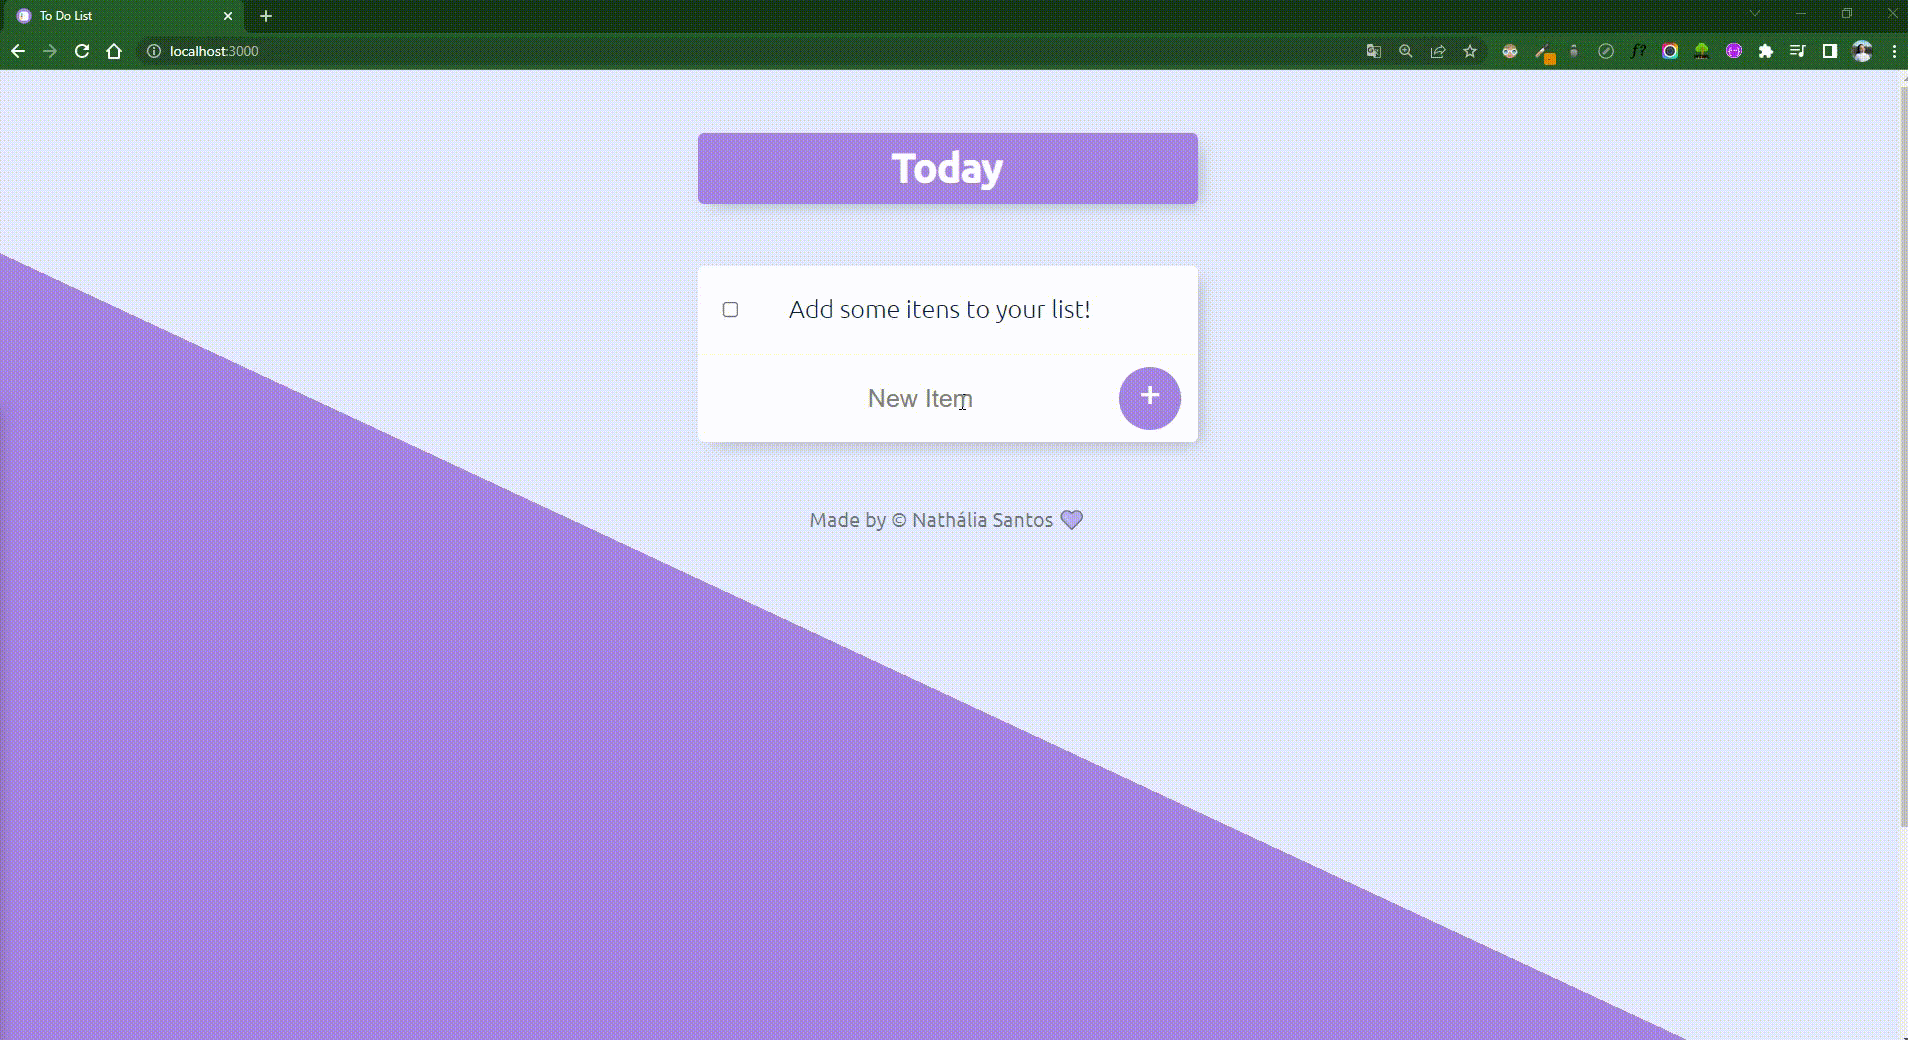 To Do List
localhost:3000
f?
Today
Add some itens to your list!
New Item
Made by © Nathália Santos